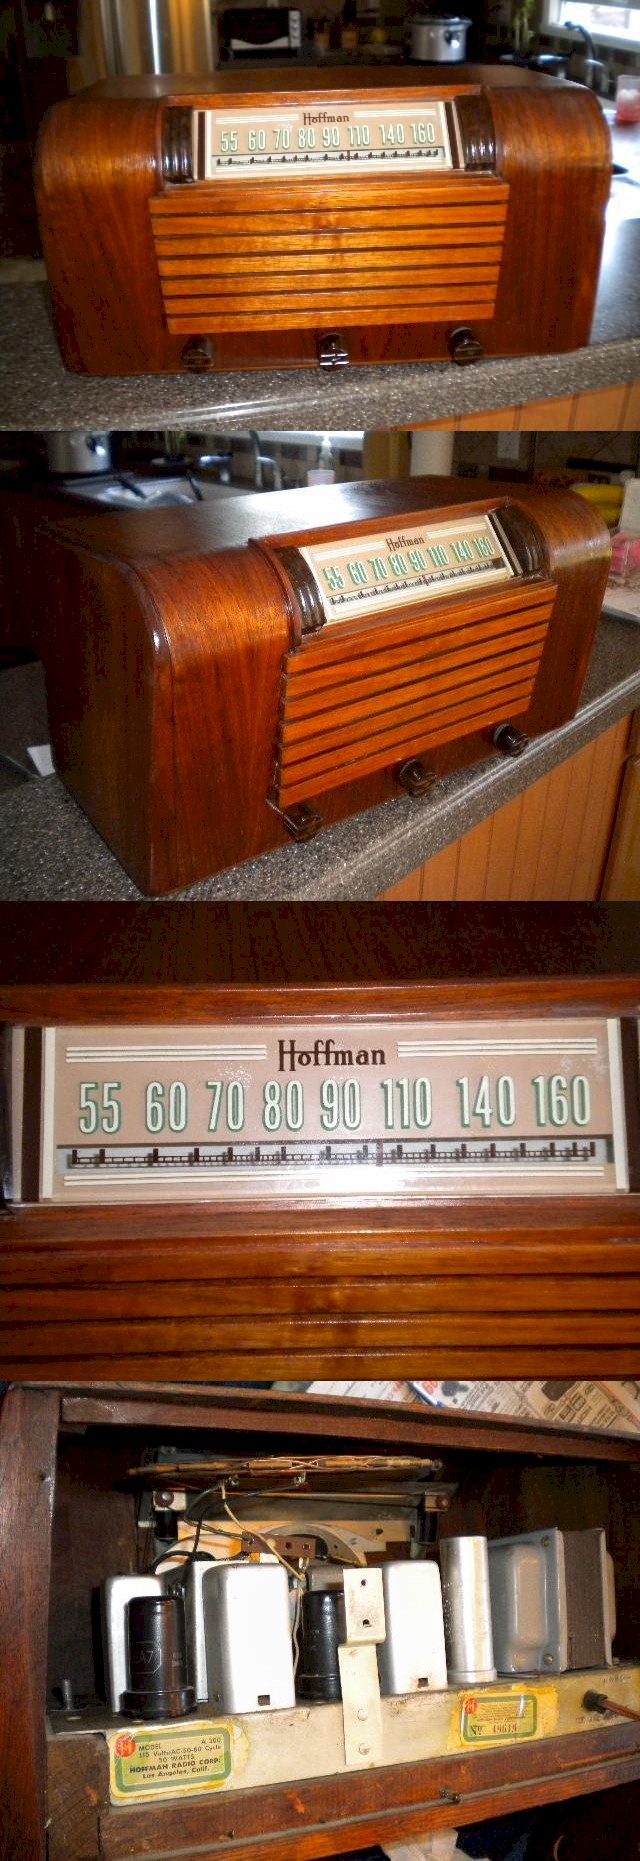 Hoffman
55 60 70 80 90 110 140 160
Hoffman
55 60 70 80 90 110 140 160
Hoffman
55 60 70 80 90 110 140 160
MODEL A 300
115 Volts-AC-50-60 Cycle
50 WATTS
HOFFMAN RADIO CORP.
Los Angeles, Calif.
No 49619